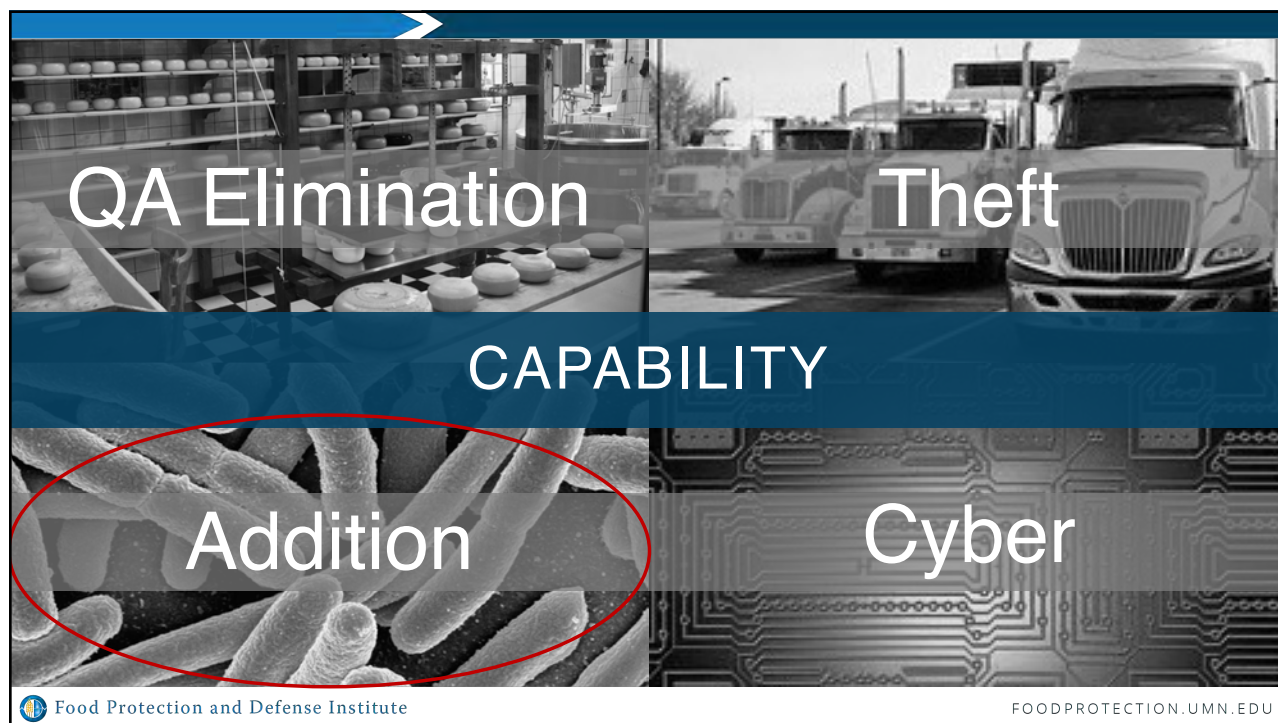 QA Elimination
Theft
CAPABILITY
Addition
Cyber
Food Protection and Defense Institute
FOODPROTECTION.UMN.EDU